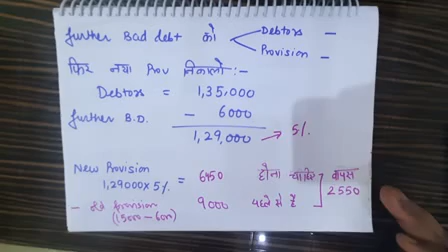 further Bad debt को Debtors -
Provision -
फिर नया Prov निकालो :-
Debtors = 1,35,000
further B.D. - 6000
1,29,000 → 5%
New Provision = 6450 होना चाहिए
1,29000 x 5%
- old provision 9000 पहले से है
(15000 - 6000)
वापस
2550